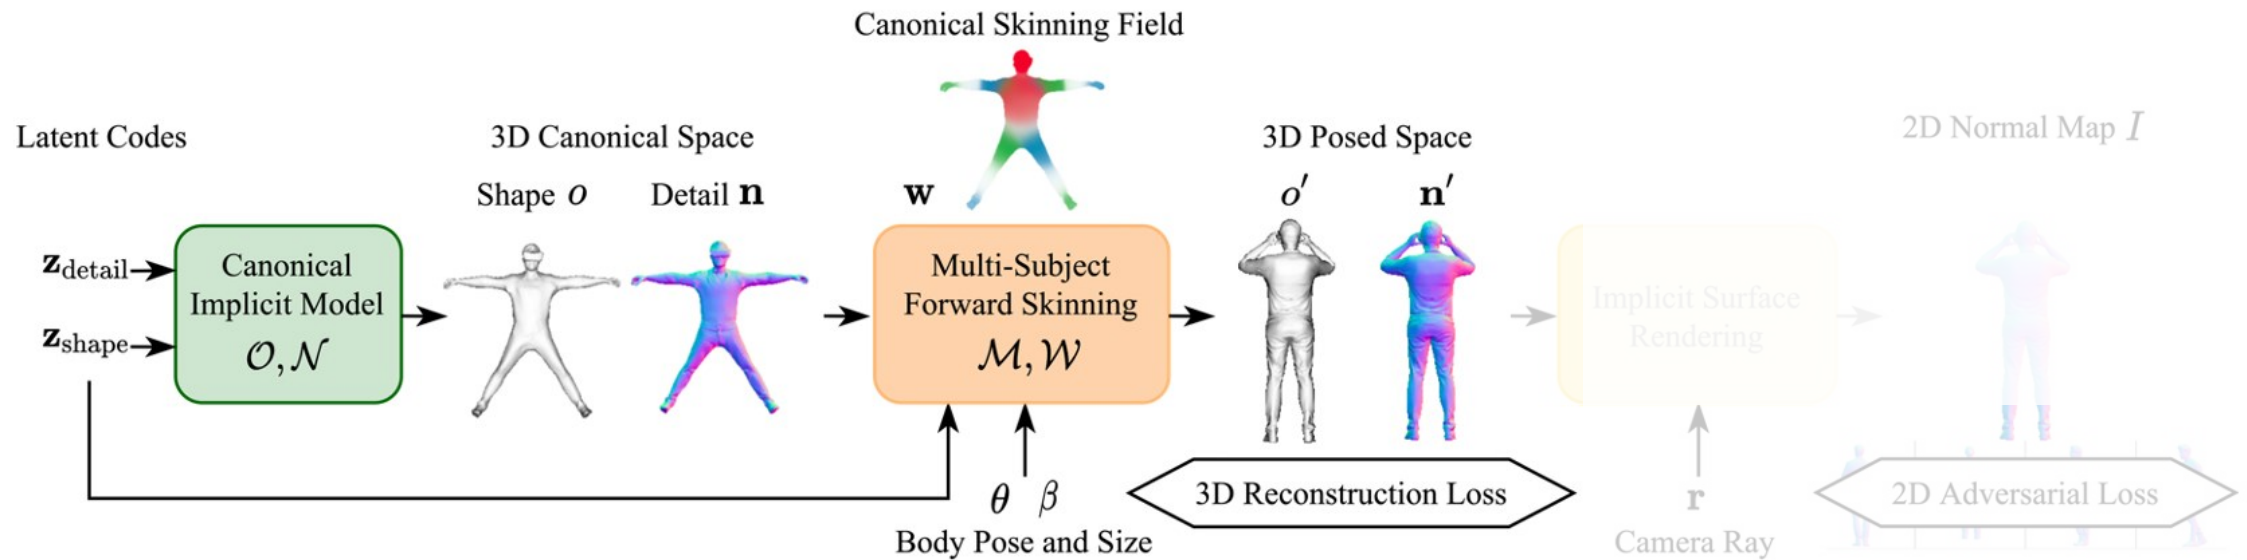 Canonical Skinning Field
Latent Codes
3D Canonical Space
3D Posed Space
2D Normal Map I
Shape o
Detail n
w
o′
n′
z_detail
z_shape
Canonical
Implicit Model
𝒪, 𝒩
Multi-Subject
Forward Skinning
ℳ, 𝒲
Implicit Surface
Rendering
θ β
Body Pose and Size
3D Reconstruction Loss
r
Camera Ray
2D Adversarial Loss